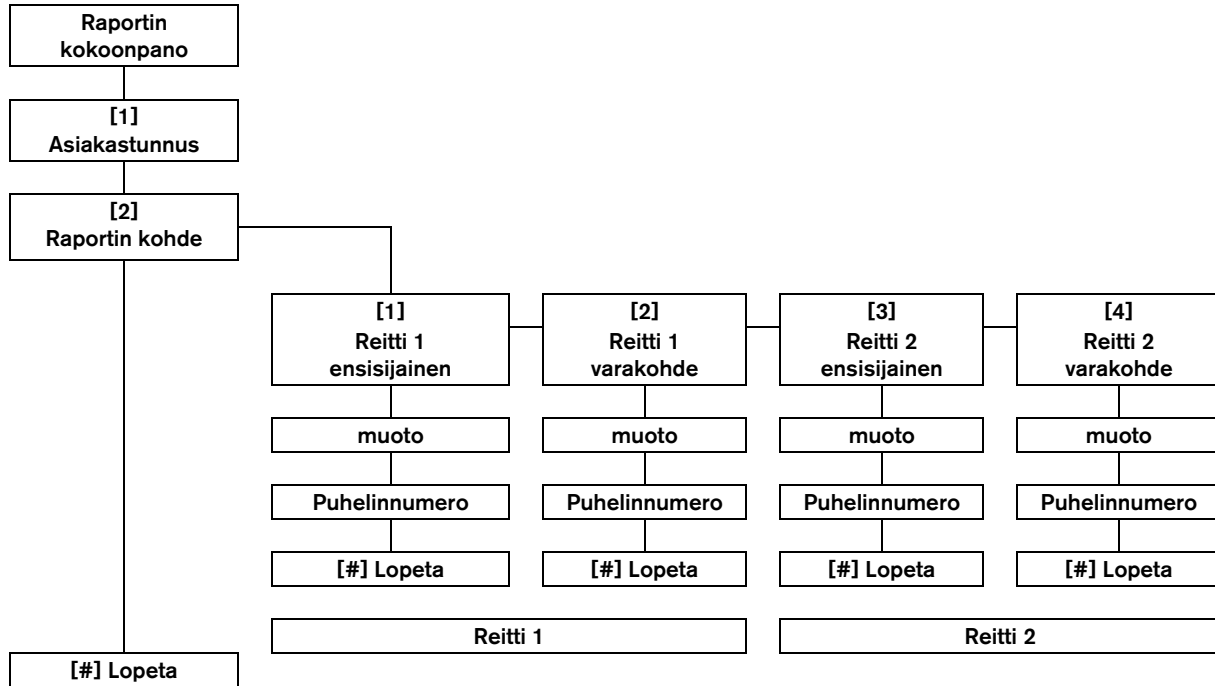 Raportin
kokoonpano
[1]
Asiakastunnus
[2]
Raportin kohde
[1]
Reitti 1
ensisijainen
[2]
Reitti 1
varakohde
[3]
Reitti 2
ensisijainen
[4]
Reitti 2
varakohde
muoto
muoto
muoto
muoto
Puhelinnumero
Puhelinnumero
Puhelinnumero
Puhelinnumero
[#] Lopeta
[#] Lopeta
[#] Lopeta
[#] Lopeta
Reitti 1
Reitti 2
[#] Lopeta